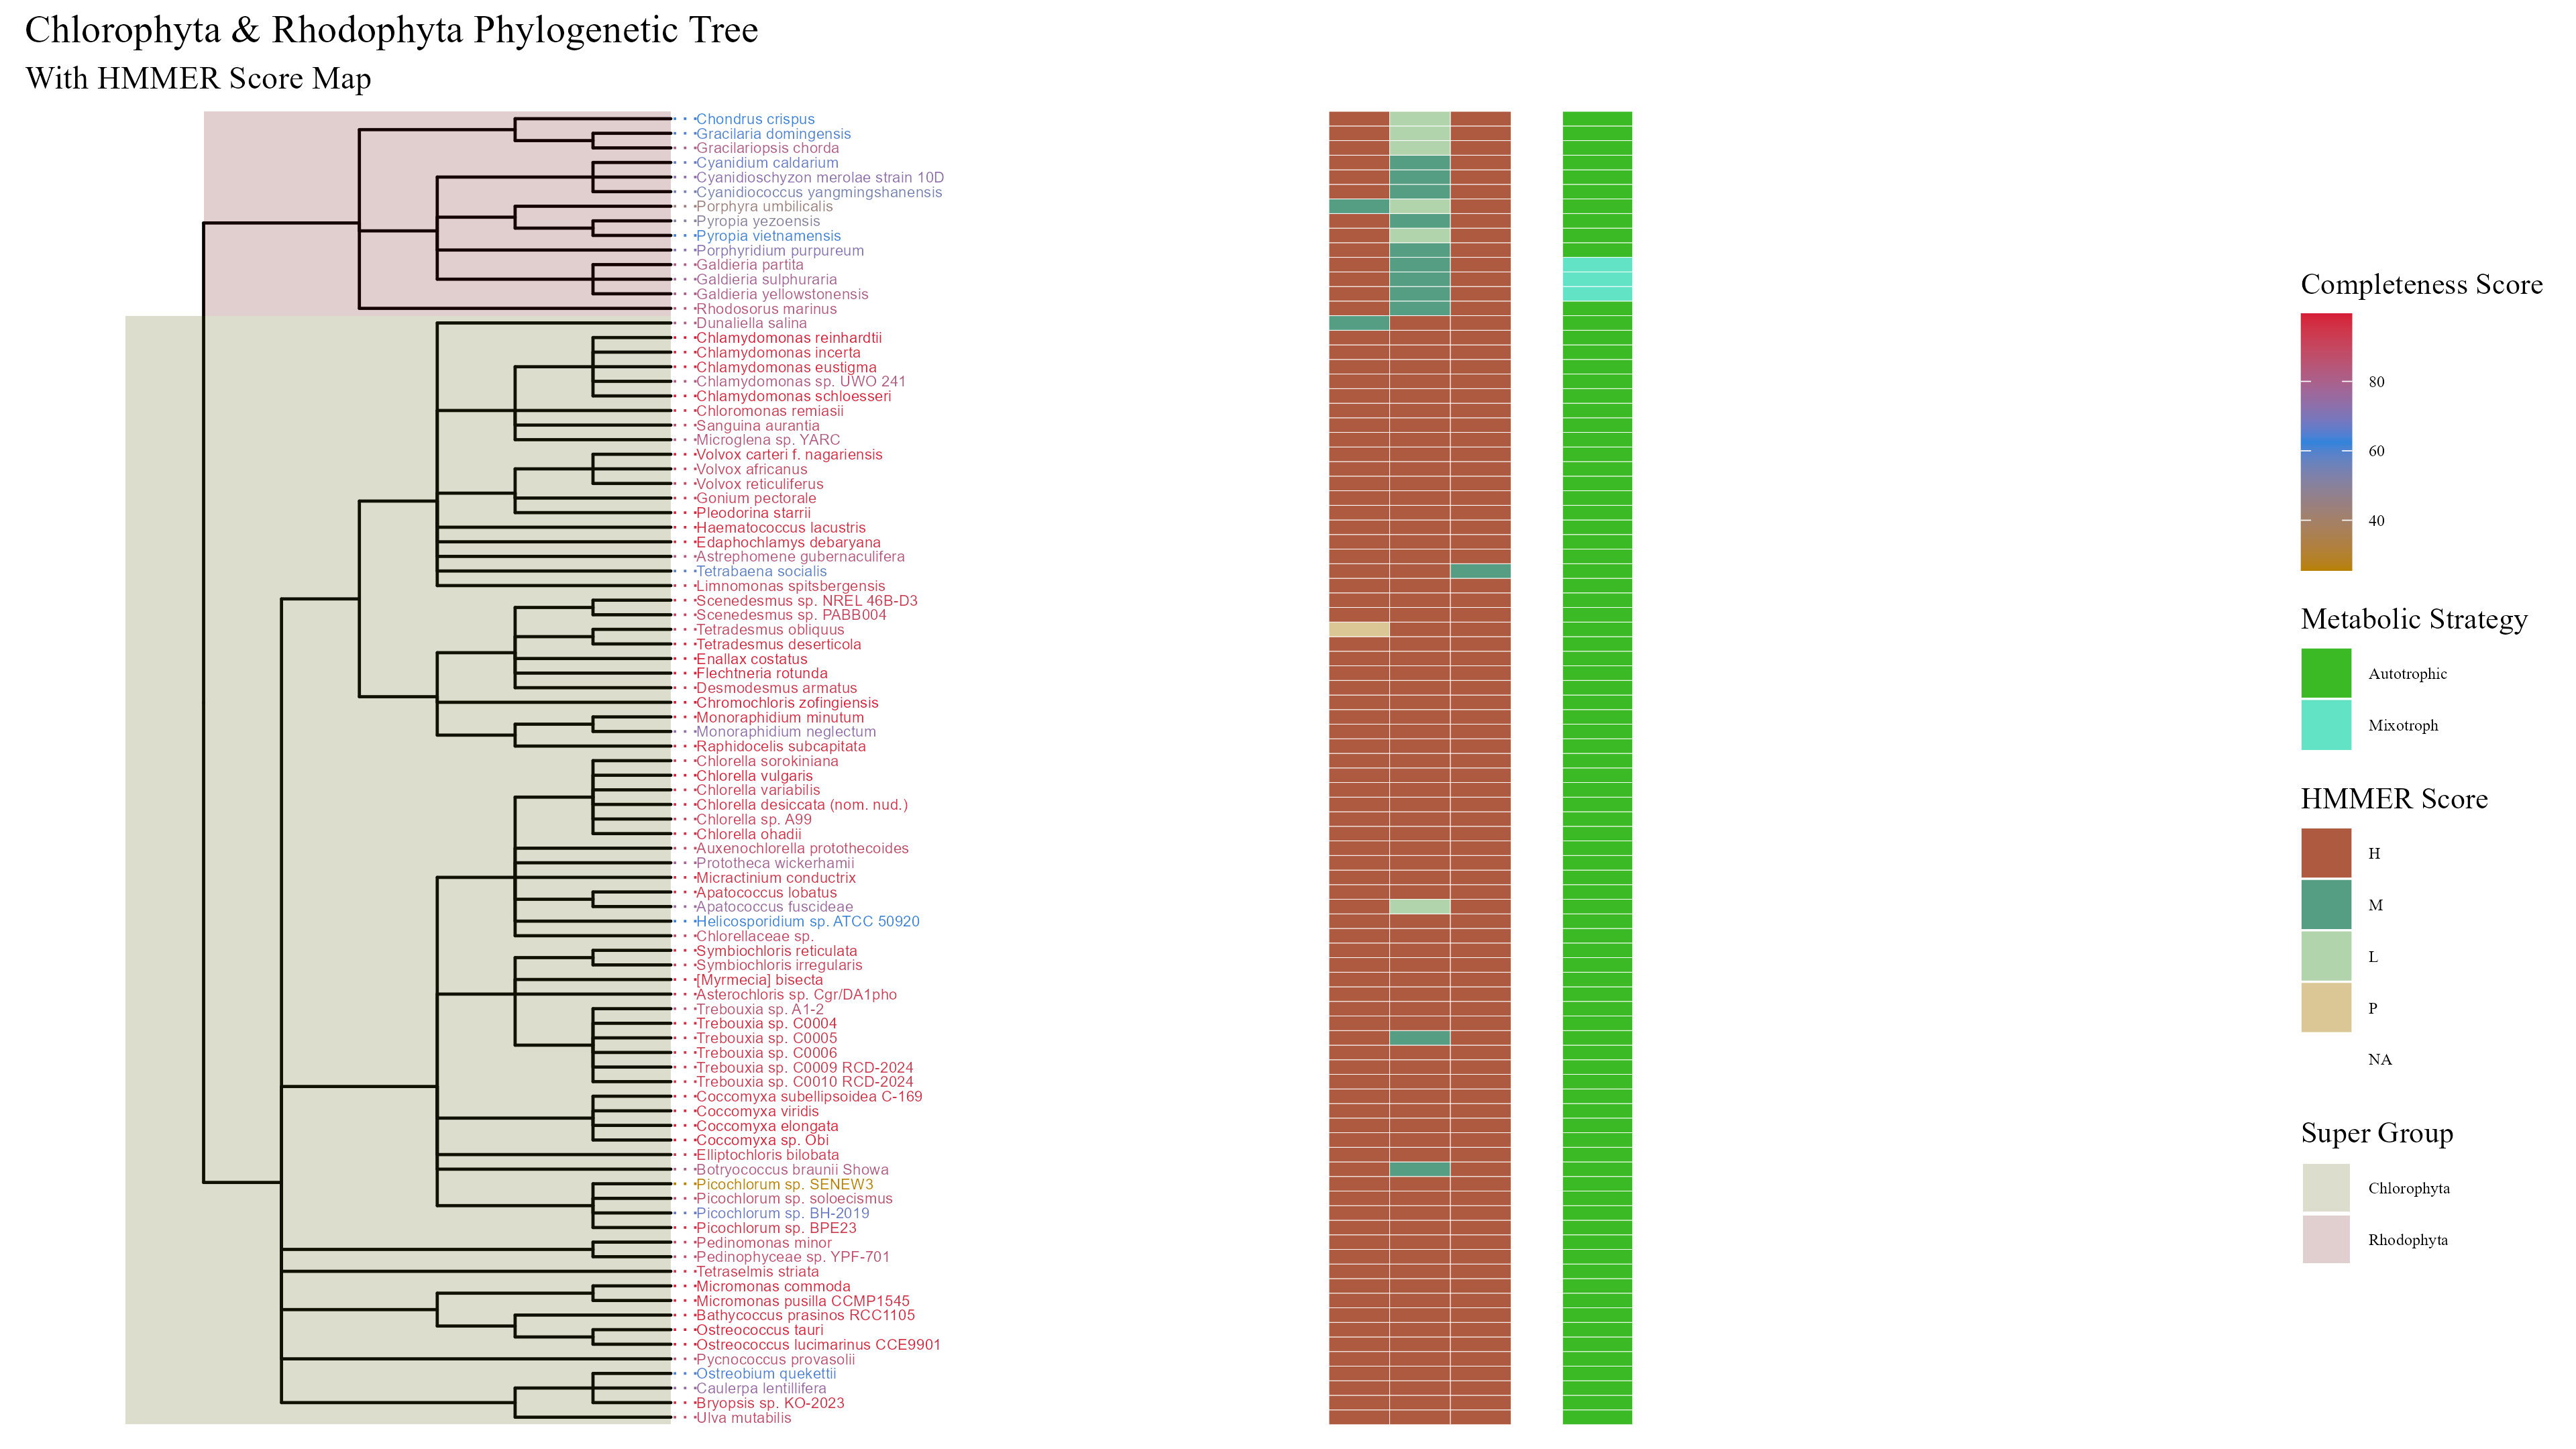 Chlorophyta & Rhodophyta Phylogenetic Tree
With HMMER Score Map
Chondrus crispus
Gracilaria domingensis
Gracilariopsis chorda
Cyanidium caldarium
Cyanidioschyzon merolae strain 10D
Cyanidiococcus yangmingshanensis
Porphyra umbilicalis
Pyropia yezoensis
Pyropia vietnamensis
Porphyridium purpureum
Galdieria partita
Galdieria sulphuraria
Galdieria yellowstonensis
Rhodosorus marinus
Dunaliella salina
Chlamydomonas reinhardtii
Chlamydomonas incerta
Chlamydomonas eustigma
Chlamydomonas sp. UWO 241
Chlamydomonas schloesseri
Chloromonas remiasii
Sanguina aurantia
Microglena sp. YARC
Volvox carteri f. nagariensis
Volvox africanus
Volvox reticuliferus
Gonium pectorale
Pleodorina starrii
Haematococcus lacustris
Edaphochlamys debaryana
Astrephomene gubernaculifera
Tetrabaena socialis
Limnomonas spitsbergensis
Scenedesmus sp. NREL 46B-D3
Scenedesmus sp. PABB004
Tetradesmus obliquus
Tetradesmus deserticola
Enallax costatus
Flechtneria rotunda
Desmodesmus armatus
Chromochloris zofingiensis
Monoraphidium minutum
Monoraphidium neglectum
Raphidocelis subcapitata
Chlorella sorokiniana
Chlorella vulgaris
Chlorella variabilis
Chlorella desiccata (nom. nud.)
Chlorella sp. A99
Chlorella ohadii
Auxenochlorella protothecoides
Prototheca wickerhamii
Micractinium conductrix
Apatococcus lobatus
Apatococcus fuscideae
Helicosporidium sp. ATCC 50920
Chlorellaceae sp.
Symbiochloris reticulata
Symbiochloris irregularis
[Myrmecia] bisecta
Asterochloris sp. Cgr/DA1pho
Trebouxia sp. A1-2
Trebouxia sp. C0004
Trebouxia sp. C0005
Trebouxia sp. C0006
Trebouxia sp. C0009 RCD-2024
Trebouxia sp. C0010 RCD-2024
Coccomyxa subellipsoidea C-169
Coccomyxa viridis
Coccomyxa elongata
Coccomyxa sp. Obi
Elliptochloris bilobata
Botryococcus braunii Showa
Picochlorum sp. SENEW3
Picochlorum sp. soloecismus
Picochlorum sp. BH-2019
Picochlorum sp. BPE23
Pedinomonas minor
Pedinophyceae sp. YPF-701
Tetraselmis striata
Micromonas commoda
Micromonas pusilla CCMP1545
Bathycoccus prasinos RCC1105
Ostreococcus tauri
Ostreococcus lucimarinus CCE9901
Pycnococcus provasolii
Ostreobium quekettii
Caulerpa lentillifera
Bryopsis sp. KO-2023
Ulva mutabilis
Completeness Score
80
60
40
Metabolic Strategy
Autotrophic
Mixotroph
HMMER Score
H
M
L
P
NA
Super Group
Chlorophyta
Rhodophyta